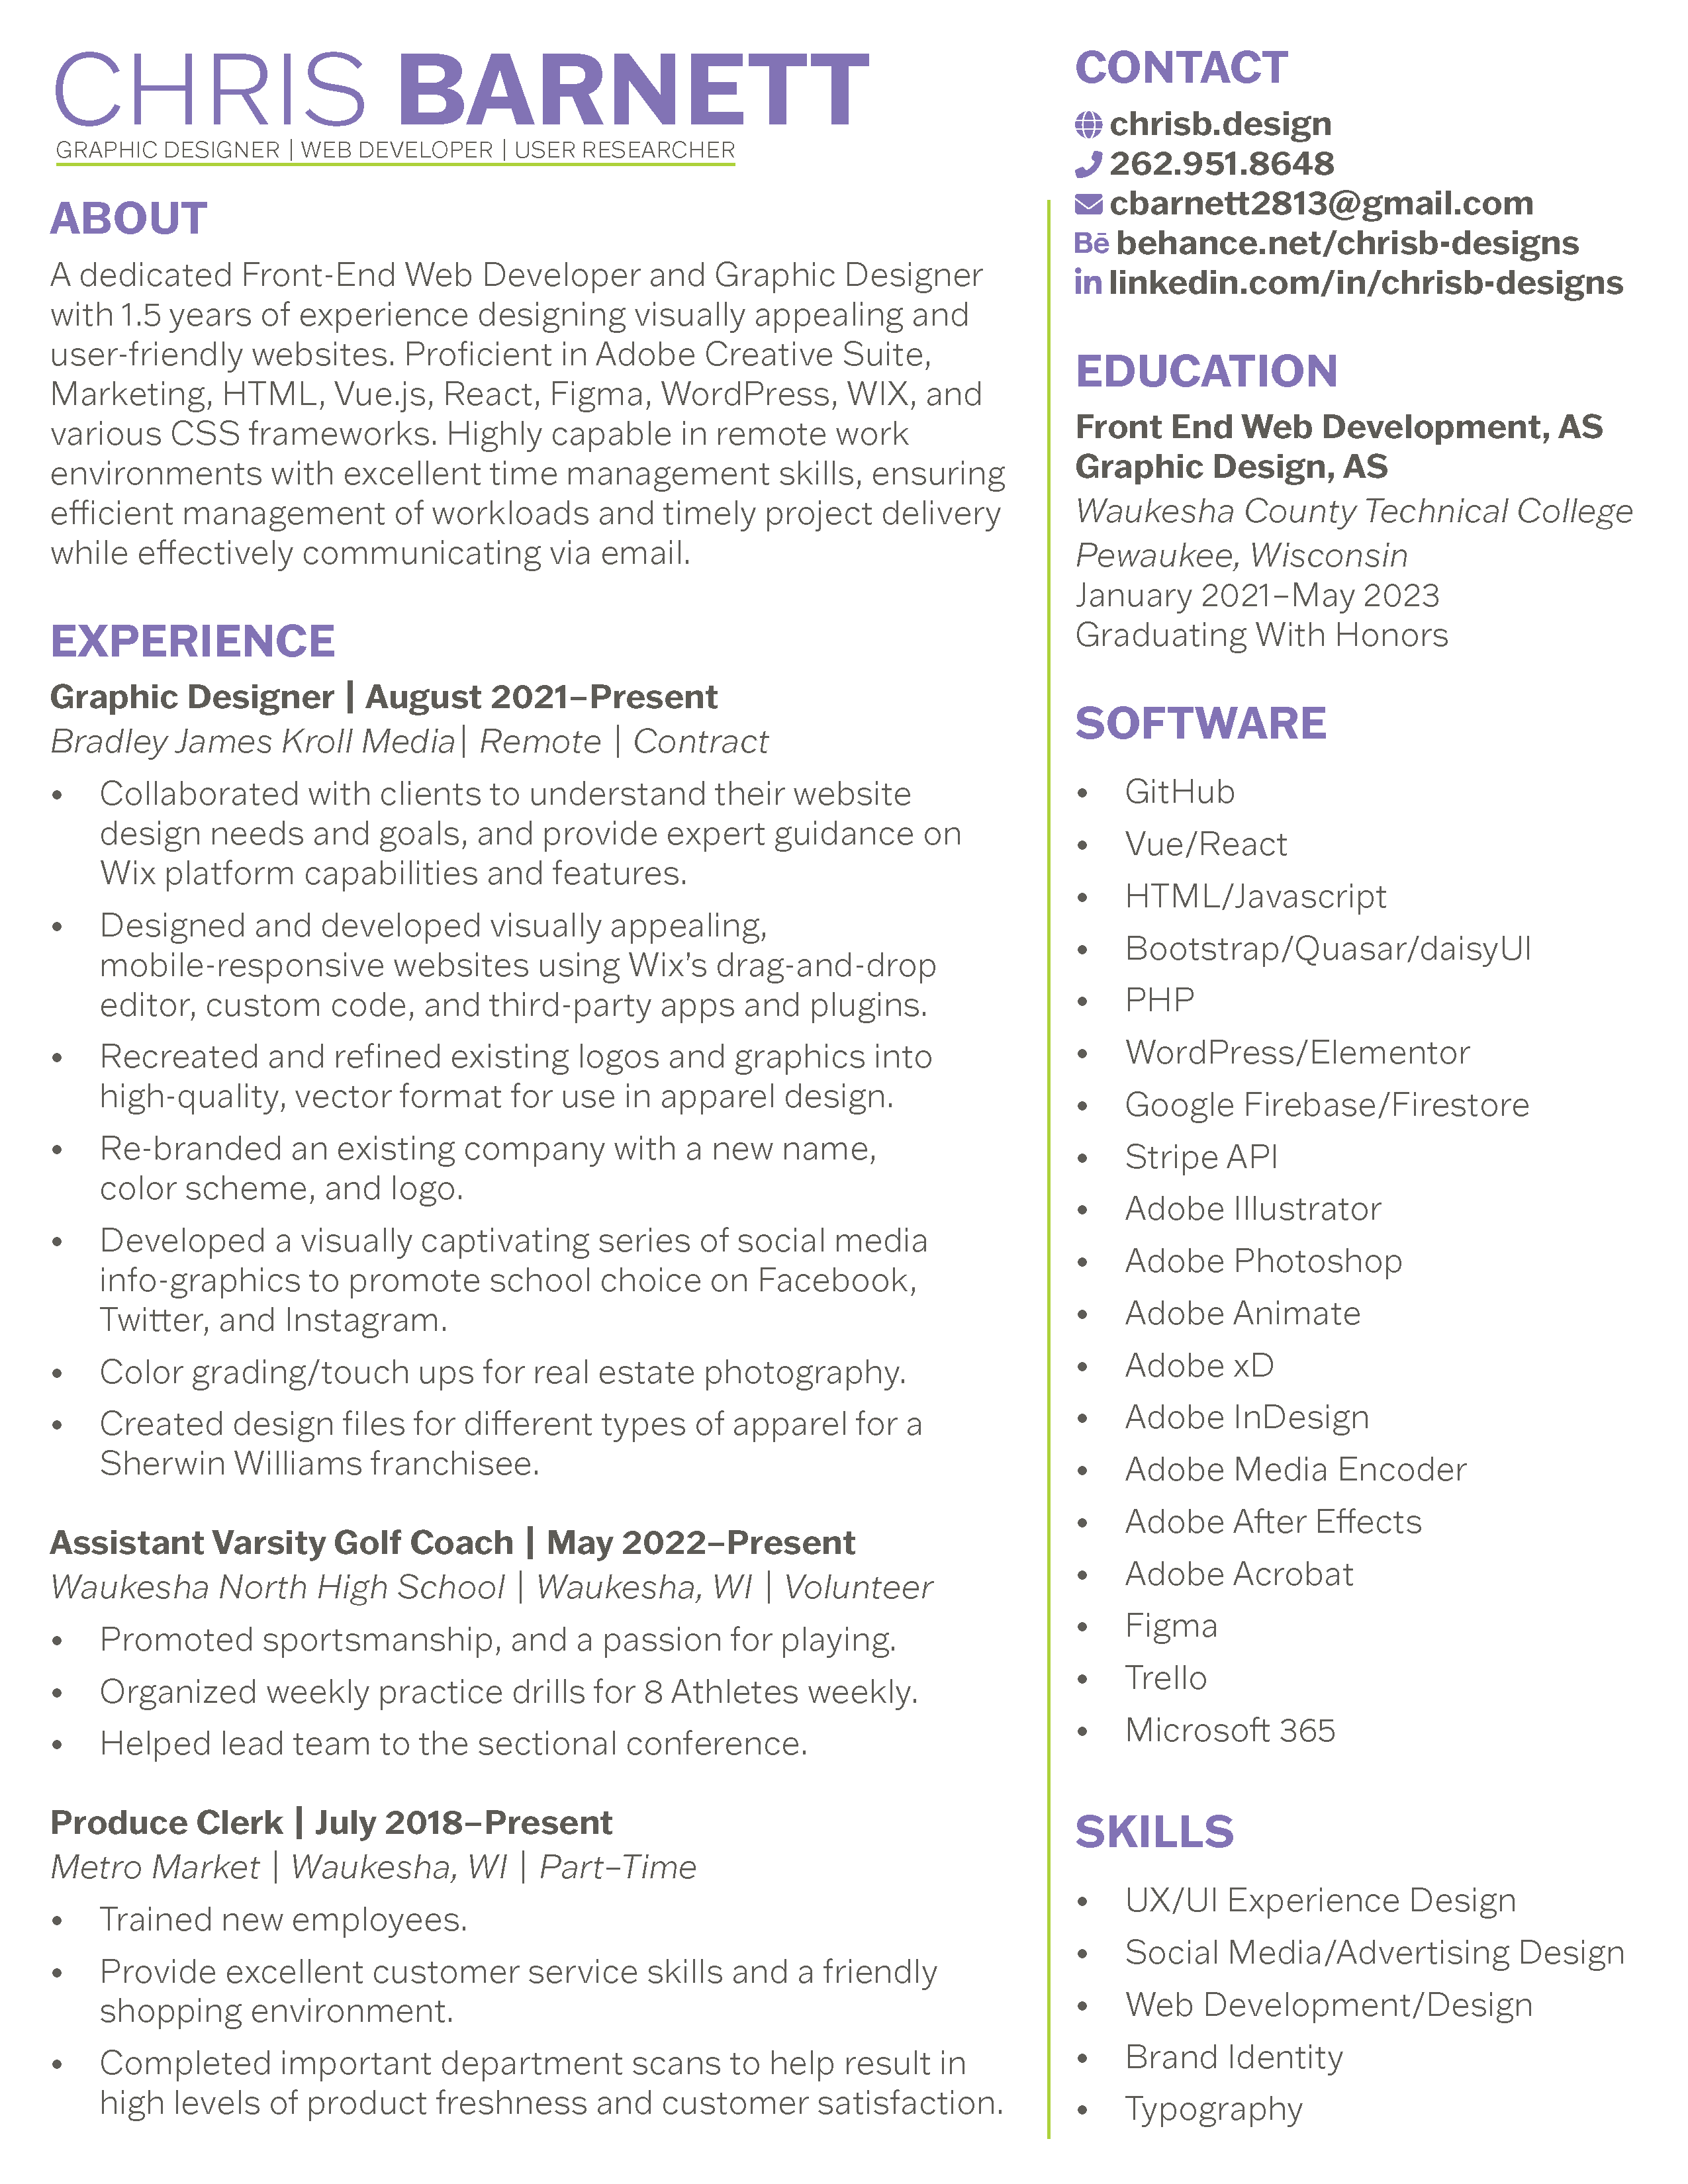 CHRIS BARNETT
GRAPHIC DESIGNER | WEB DEVELOPER | USER RESEARCHER
ABOUT
A dedicated Front-End Web Developer and Graphic Designer
with 1.5 years of experience designing visually appealing and
user-friendly websites. Proficient in Adobe Creative Suite,
Marketing, HTML, Vue.js, React, Figma, WordPress, WIX, and
various CSS frameworks. Highly capable in remote work
environments with excellent time management skills, ensuring
efficient management of workloads and timely project delivery
while effectively communicating via email.
EXPERIENCE
Graphic Designer | August 2021–Present
Bradley James Kroll Media| Remote | Contract
• Collaborated with clients to understand their website
design needs and goals, and provide expert guidance on
Wix platform capabilities and features.
• Designed and developed visually appealing,
mobile-responsive websites using Wix’s drag-and-drop
editor, custom code, and third-party apps and plugins.
• Recreated and refined existing logos and graphics into
high-quality, vector format for use in apparel design.
• Re-branded an existing company with a new name,
color scheme, and logo.
• Developed a visually captivating series of social media
info-graphics to promote school choice on Facebook,
Twitter, and Instagram.
• Color grading/touch ups for real estate photography.
• Created design files for different types of apparel for a
Sherwin Williams franchisee.
Assistant Varsity Golf Coach | May 2022–Present
Waukesha North High School | Waukesha, WI | Volunteer
• Promoted sportsmanship, and a passion for playing.
• Organized weekly practice drills for 8 Athletes weekly.
• Helped lead team to the sectional conference.
Produce Clerk | July 2018–Present
Metro Market | Waukesha, WI | Part–Time
• Trained new employees.
• Provide excellent customer service skills and a friendly
shopping environment.
• Completed important department scans to help result in
high levels of product freshness and customer satisfaction.
CONTACT
chrisb.design
262.951.8648
cbarnett2813@gmail.com
Bē behance.net/chrisb-designs
in linkedin.com/in/chrisb-designs
EDUCATION
Front End Web Development, AS
Graphic Design, AS
Waukesha County Technical College
Pewaukee, Wisconsin
January 2021–May 2023
Graduating With Honors
SOFTWARE
• GitHub
• Vue/React
• HTML/Javascript
• Bootstrap/Quasar/daisyUI
• PHP
• WordPress/Elementor
• Google Firebase/Firestore
• Stripe API
• Adobe Illustrator
• Adobe Photoshop
• Adobe Animate
• Adobe xD
• Adobe InDesign
• Adobe Media Encoder
• Adobe After Effects
• Adobe Acrobat
• Figma
• Trello
• Microsoft 365
SKILLS
• UX/UI Experience Design
• Social Media/Advertising Design
• Web Development/Design
• Brand Identity
• Typography